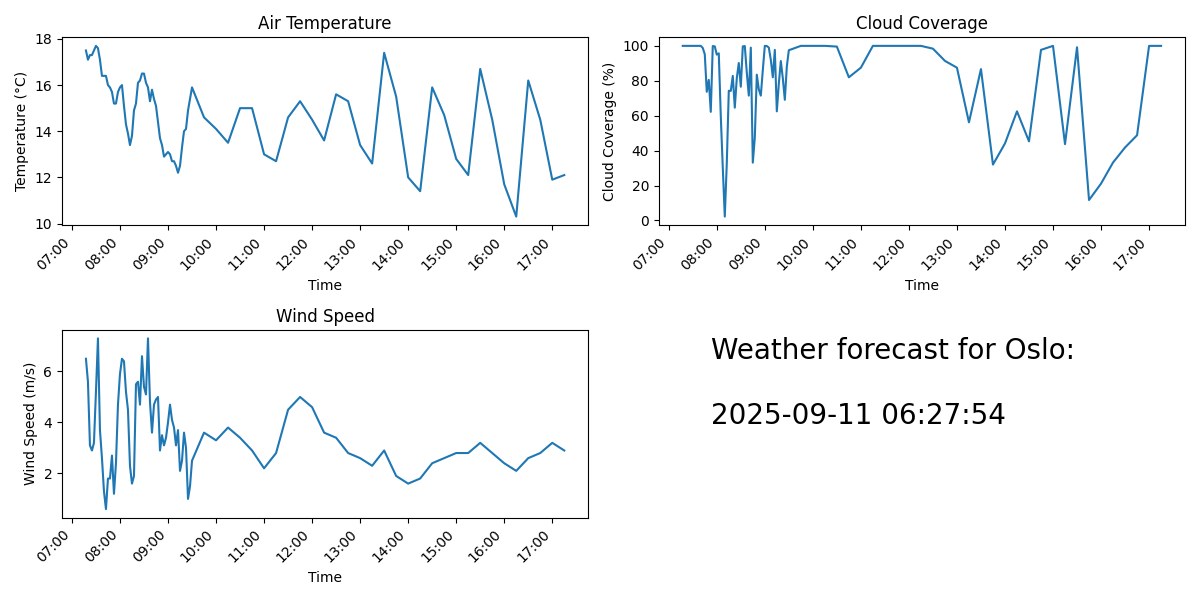 Air Temperature
Temperature (°C)
18
16
14
12
10
07:00 08:00 09:00 10:00 11:00 12:00 13:00 14:00 15:00 16:00 17:00
Time
Cloud Coverage
Cloud Coverage (%)
100
80
60
40
20
0
07:00 08:00 09:00 10:00 11:00 12:00 13:00 14:00 15:00 16:00 17:00
Time
Wind Speed
Wind Speed (m/s)
6
4
2
07:00 08:00 09:00 10:00 11:00 12:00 13:00 14:00 15:00 16:00 17:00
Time
Weather forecast for Oslo:
2025-09-11 06:27:54